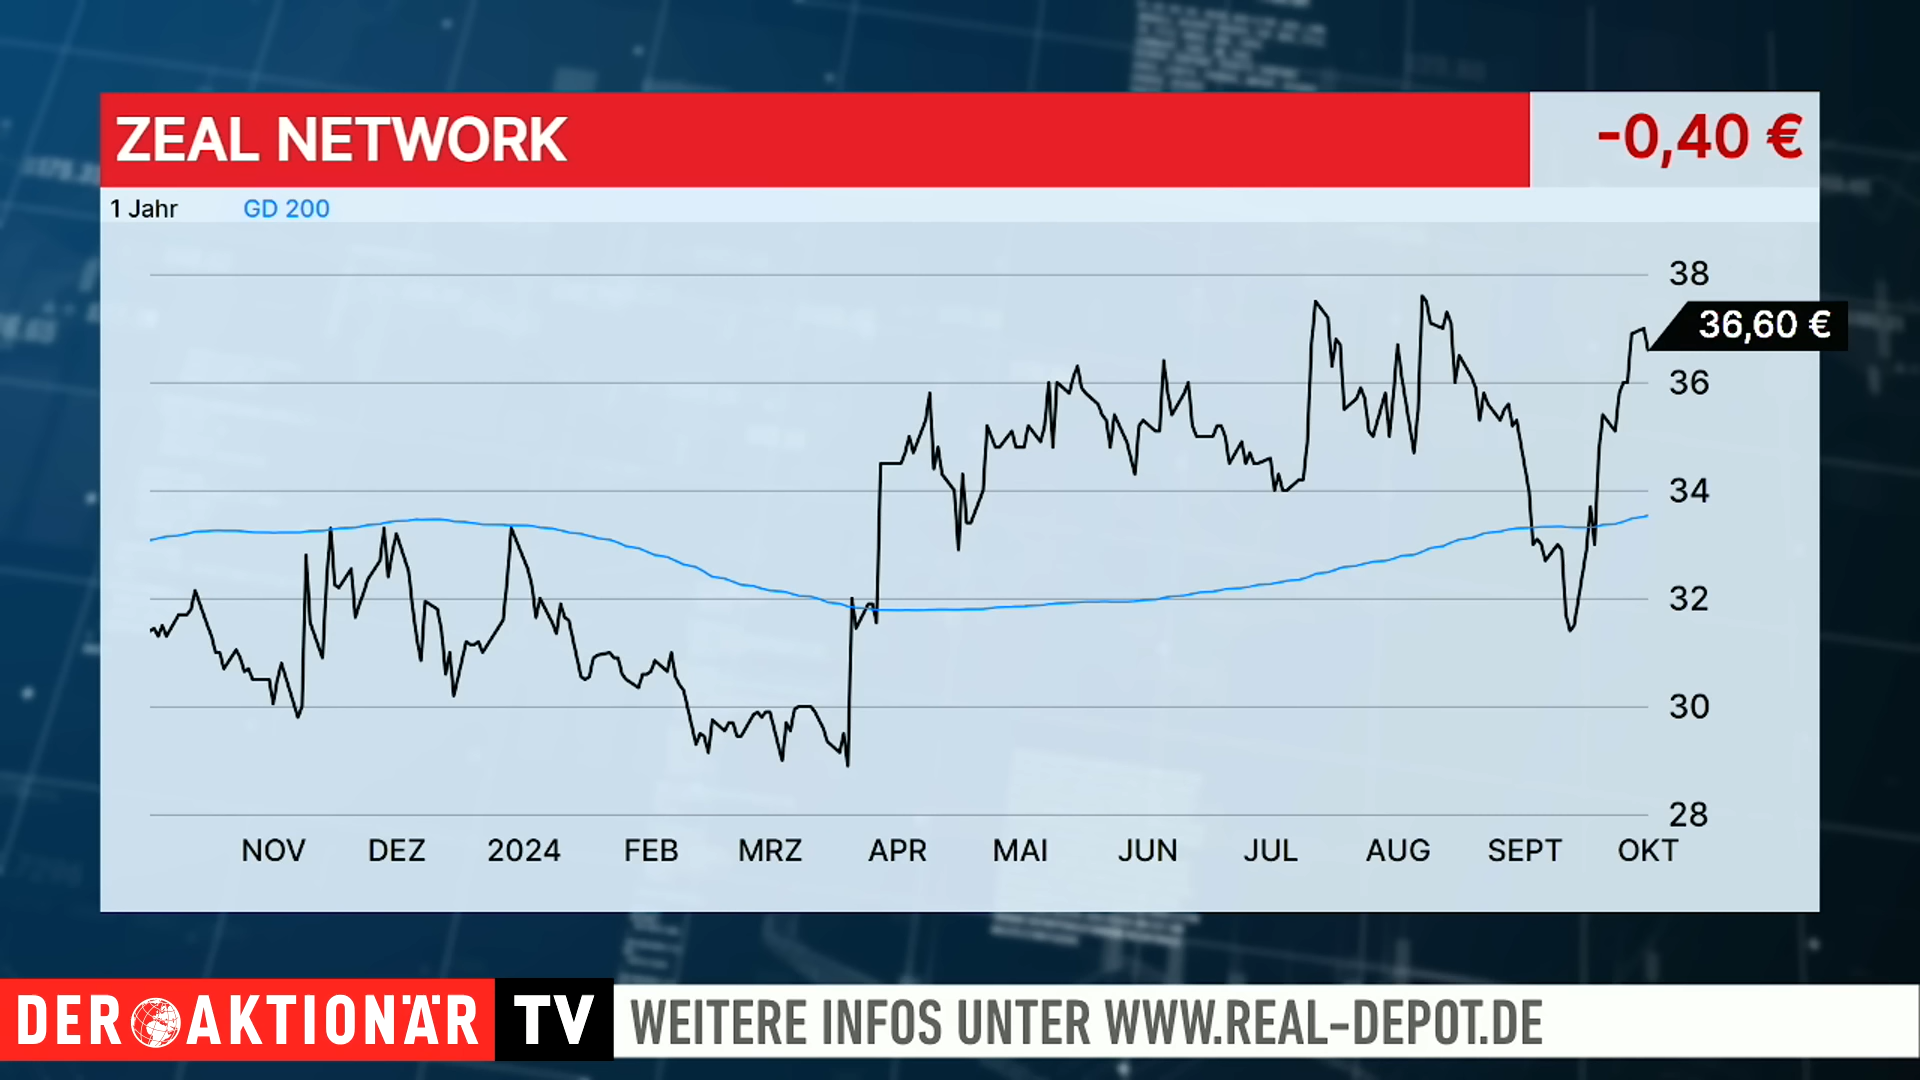 ZEAL NETWORK
-0,40 €
1 Jahr GD 200
38
36,60 €
36
34
32
30
28
NOV DEZ 2024 FEB MRZ APR MAI JUN JUL AUG SEPT OKT
DER AKTIONÄR TV WEITERE INFOS UNTER WWW.REAL-DEPOT.DE